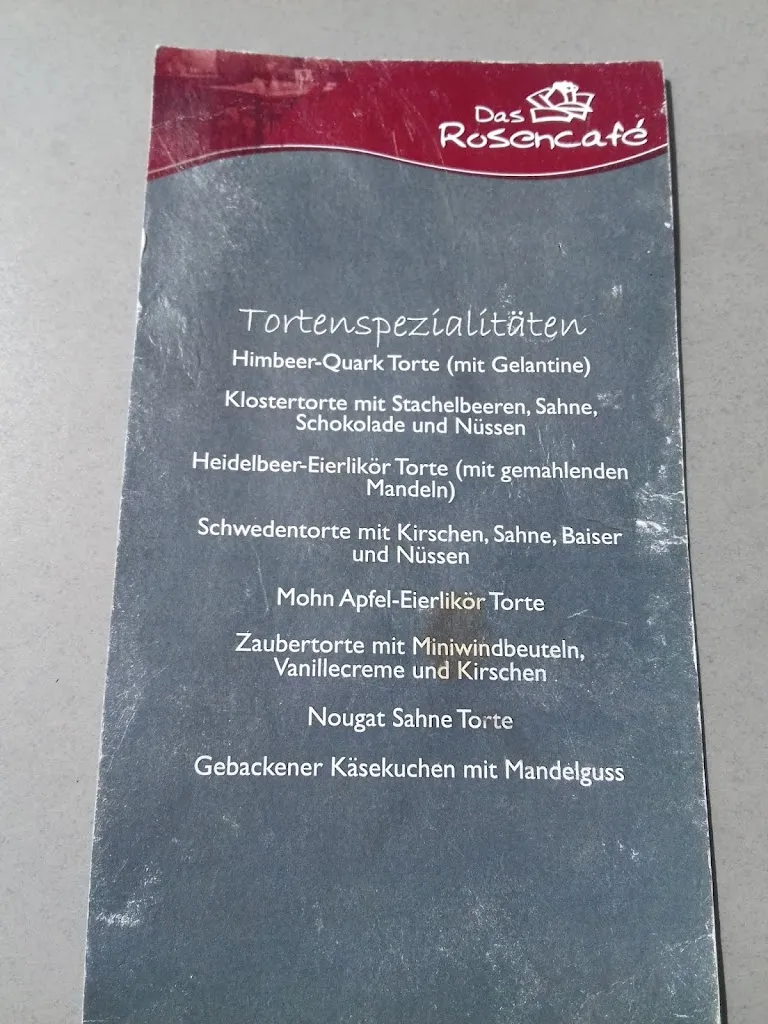 Das
Rosencafé
Tortenspezialitäten
Himbeer-Quark Torte (mit Gelantine)
Klostertorte mit Stachelbeeren, Sahne,
Schokolade und Nüssen
Heidelbeer-Eierlikör Torte (mit gemahlenden
Mandeln)
Schwedentorte mit Kirschen, Sahne, Baiser
und Nüssen
Mohn Apfel-Eierlikör Torte
Zaubertorte mit Miniwindbeuteln,
Vanillecreme und Kirschen
Nougat Sahne Torte
Gebackener Käsekuchen mit Mandelguss